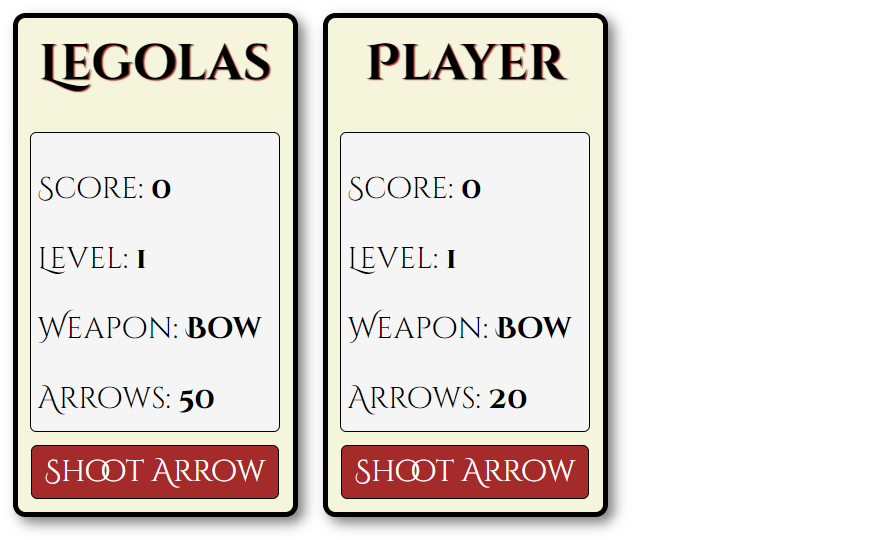 Legolas
Score: 0
Level: 1
Weapon: Bow
Arrows: 50
Shoot Arrow
Player
Score: 0
Level: 1
Weapon: Bow
Arrows: 20
Shoot Arrow